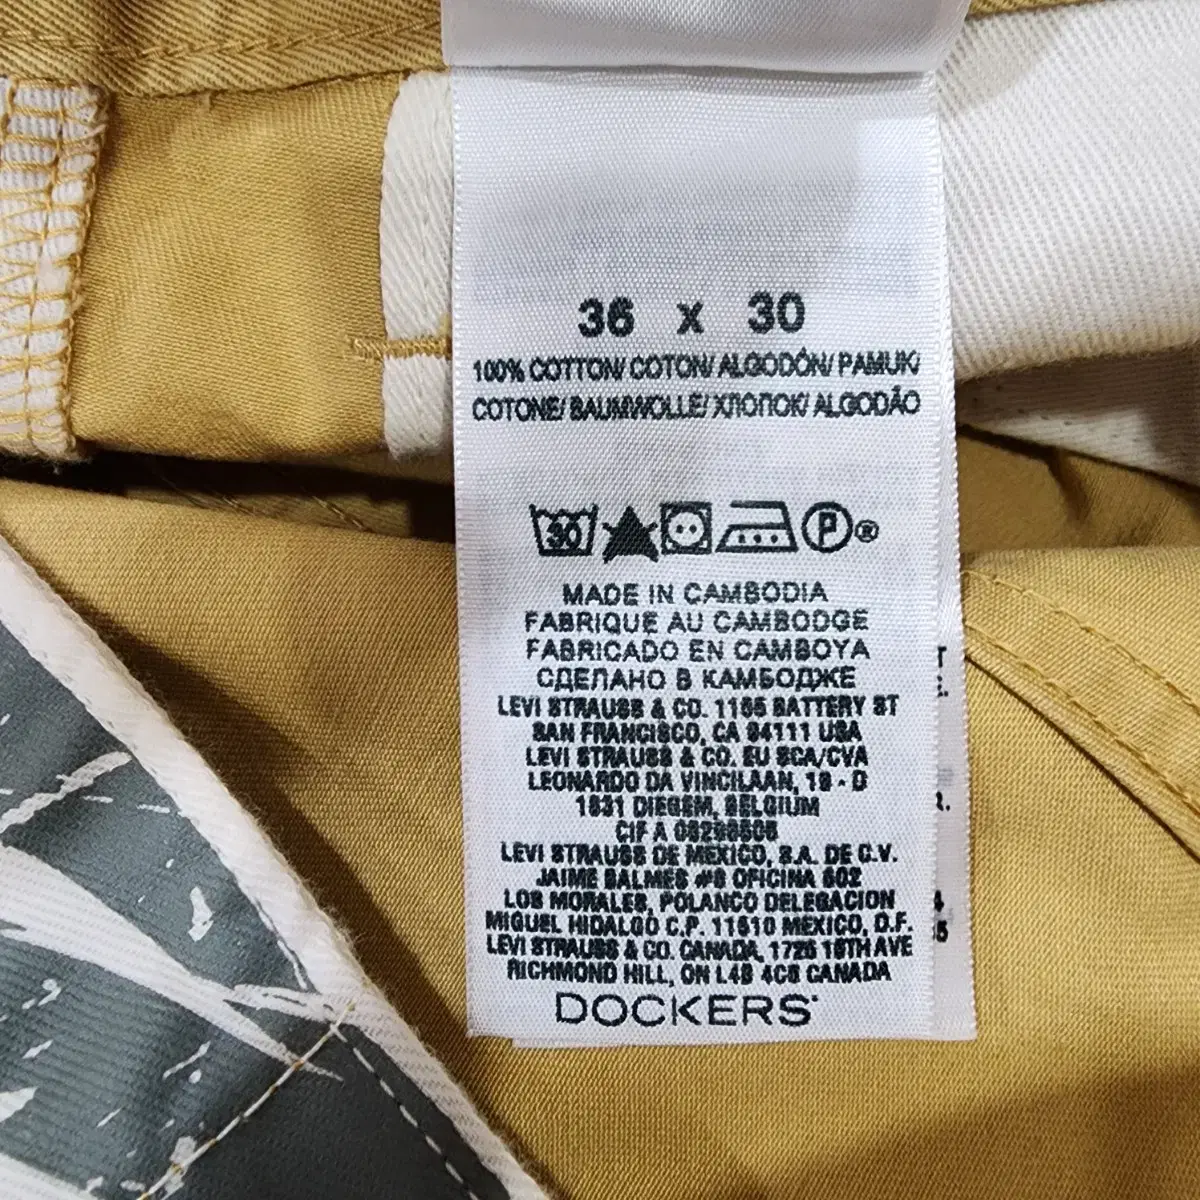 36 x 30
100% COTTON/ COTON/ ALGODÓN/ PAMUK/
COTONE/ BAUMWOLLE/ ХЛОПОК/ ALGODÃO
30 P ®
MADE IN CAMBODIA
FABRIQUE AU CAMBODGE
FABRICADO EN CAMBOYA
СДЕЛАНО В КАМБОДЖЕ
LEVI STRAUSS & CO. 1155 BATTERY ST
SAN FRANCISCO, CA 94111 USA
LEVI STRAUSS & CO. EU SCA/CVA
LEONARDO DA VINCILAAN, 19 - D
1831 DIEGEM, BELGIUM
CIF A
LEVI STRAUSS DE MEXICO, S.A. DE C.V.
JAIME BALMES #8 OFICINA 602
LOS MORALES, POLANCO DELEGACION
MIGUEL HIDALGO C.P. 11510 MEXICO, D.F.
LEVI STRAUSS & CO. CANADA, 1725 16TH AVE
RICHMOND HILL, ON L4B 4C6 CANADA
DOCKERS